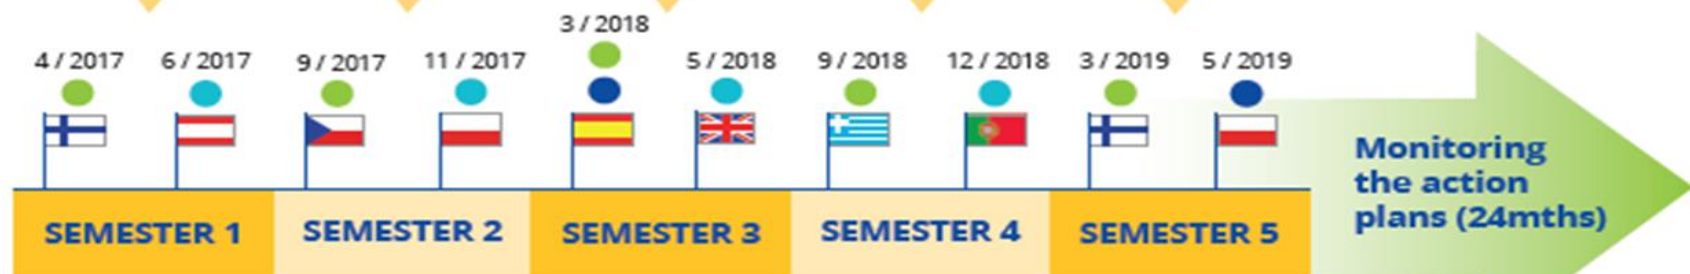 3 / 2018
4 / 2017 6 / 2017 9 / 2017 11 / 2017 5 / 2018 9 / 2018 12 / 2018 3 / 2019 5 / 2019
Monitoring
the action
plans (24mths)
SEMESTER 1 SEMESTER 2 SEMESTER 3 SEMESTER 4 SEMESTER 5